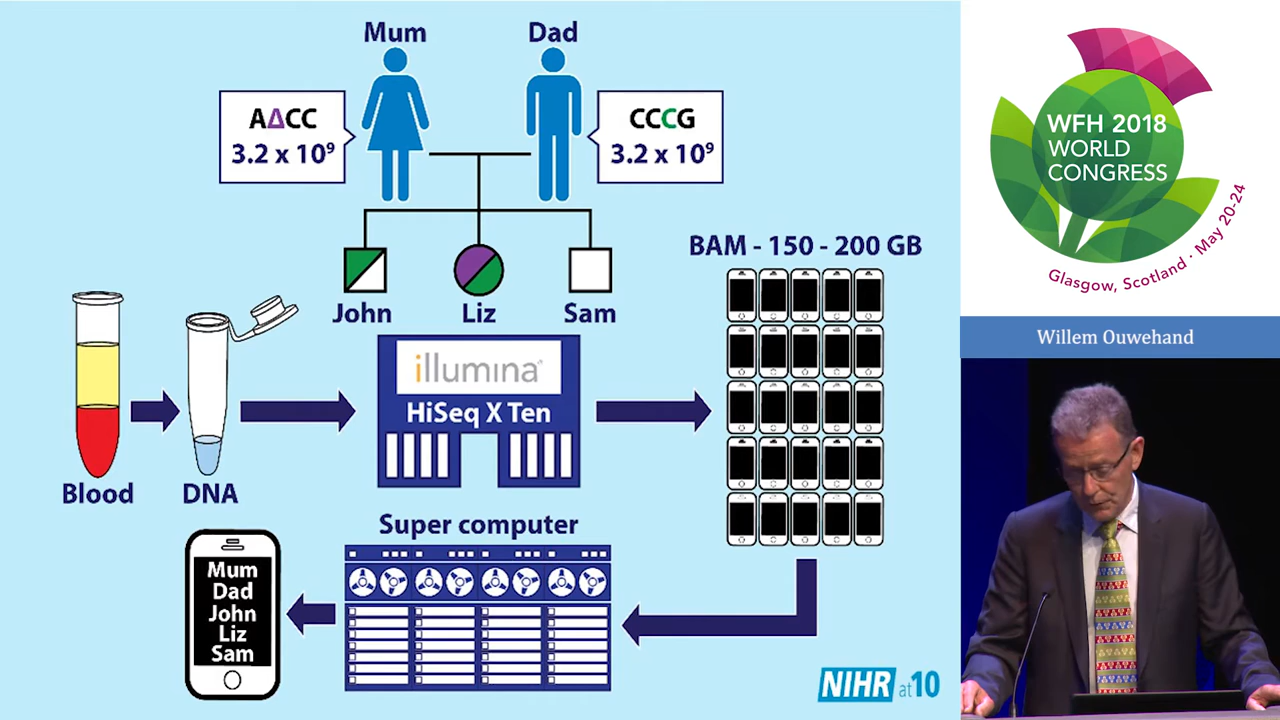 Mum
Dad
AΔCC
3.2 x 10⁹
CCCG
3.2 x 10⁹
John
Liz
Sam
BAM - 150 - 200 GB
illumına®
HiSeq X Ten
Blood
DNA
Super computer
Mum
Dad
John
Liz
Sam
NIHR at 10
WFH 2018
WORLD
CONGRESS
Glasgow, Scotland · May 20-24
Willem Ouwehand